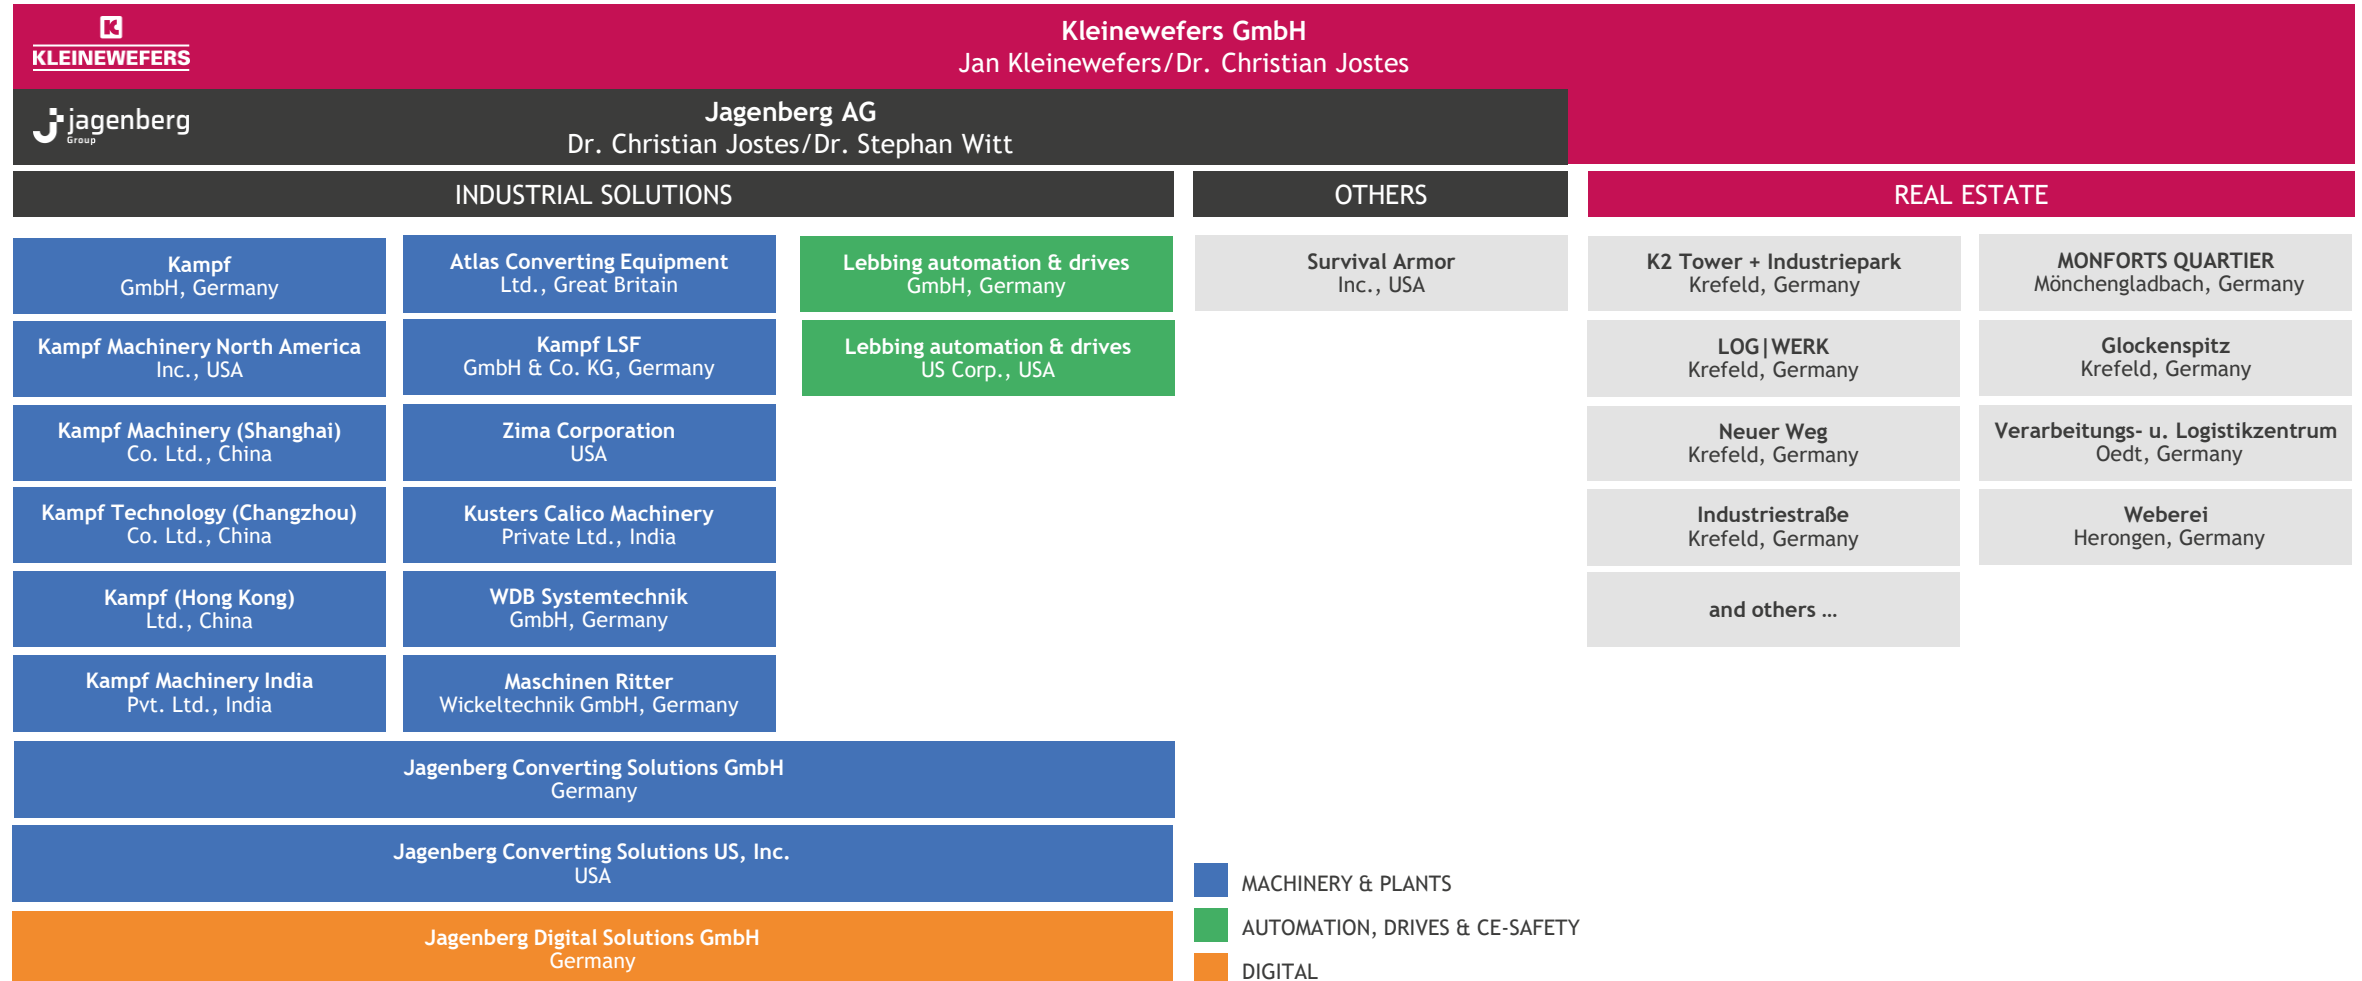 K
KLEINEWEFERS
Kleinewefers GmbH
Jan Kleinewefers/Dr. Christian Jostes
jagenberg
Group
Jagenberg AG
Dr. Christian Jostes/Dr. Stephan Witt
INDUSTRIAL SOLUTIONS
Kampf
GmbH, Germany
Kampf Machinery North America
Inc., USA
Kampf Machinery (Shanghai)
Co. Ltd., China
Kampf Technology (Changzhou)
Co. Ltd., China
Kampf (Hong Kong)
Ltd., China
Kampf Machinery India
Pvt. Ltd., India
Atlas Converting Equipment
Ltd., Great Britain
Kampf LSF
GmbH & Co. KG, Germany
Zima Corporation
USA
Kusters Calico Machinery
Private Ltd., India
WDB Systemtechnik
GmbH, Germany
Maschinen Ritter
Wickeltechnik GmbH, Germany
Lebbing automation & drives
GmbH, Germany
Lebbing automation & drives
US Corp., USA
Jagenberg Converting Solutions GmbH
Germany
Jagenberg Converting Solutions US, Inc.
USA
Jagenberg Digital Solutions GmbH
Germany
OTHERS
Survival Armor
Inc., USA
REAL ESTATE
K2 Tower + Industriepark
Krefeld, Germany
LOG|WERK
Krefeld, Germany
Neuer Weg
Krefeld, Germany
Industriestraße
Krefeld, Germany
and others …
MONFORTS QUARTIER
Mönchengladbach, Germany
Glockenspitz
Krefeld, Germany
Verarbeitungs- u. Logistikzentrum
Oedt, Germany
Weberei
Herongen, Germany
MACHINERY & PLANTS
AUTOMATION, DRIVES & CE-SAFETY
DIGITAL